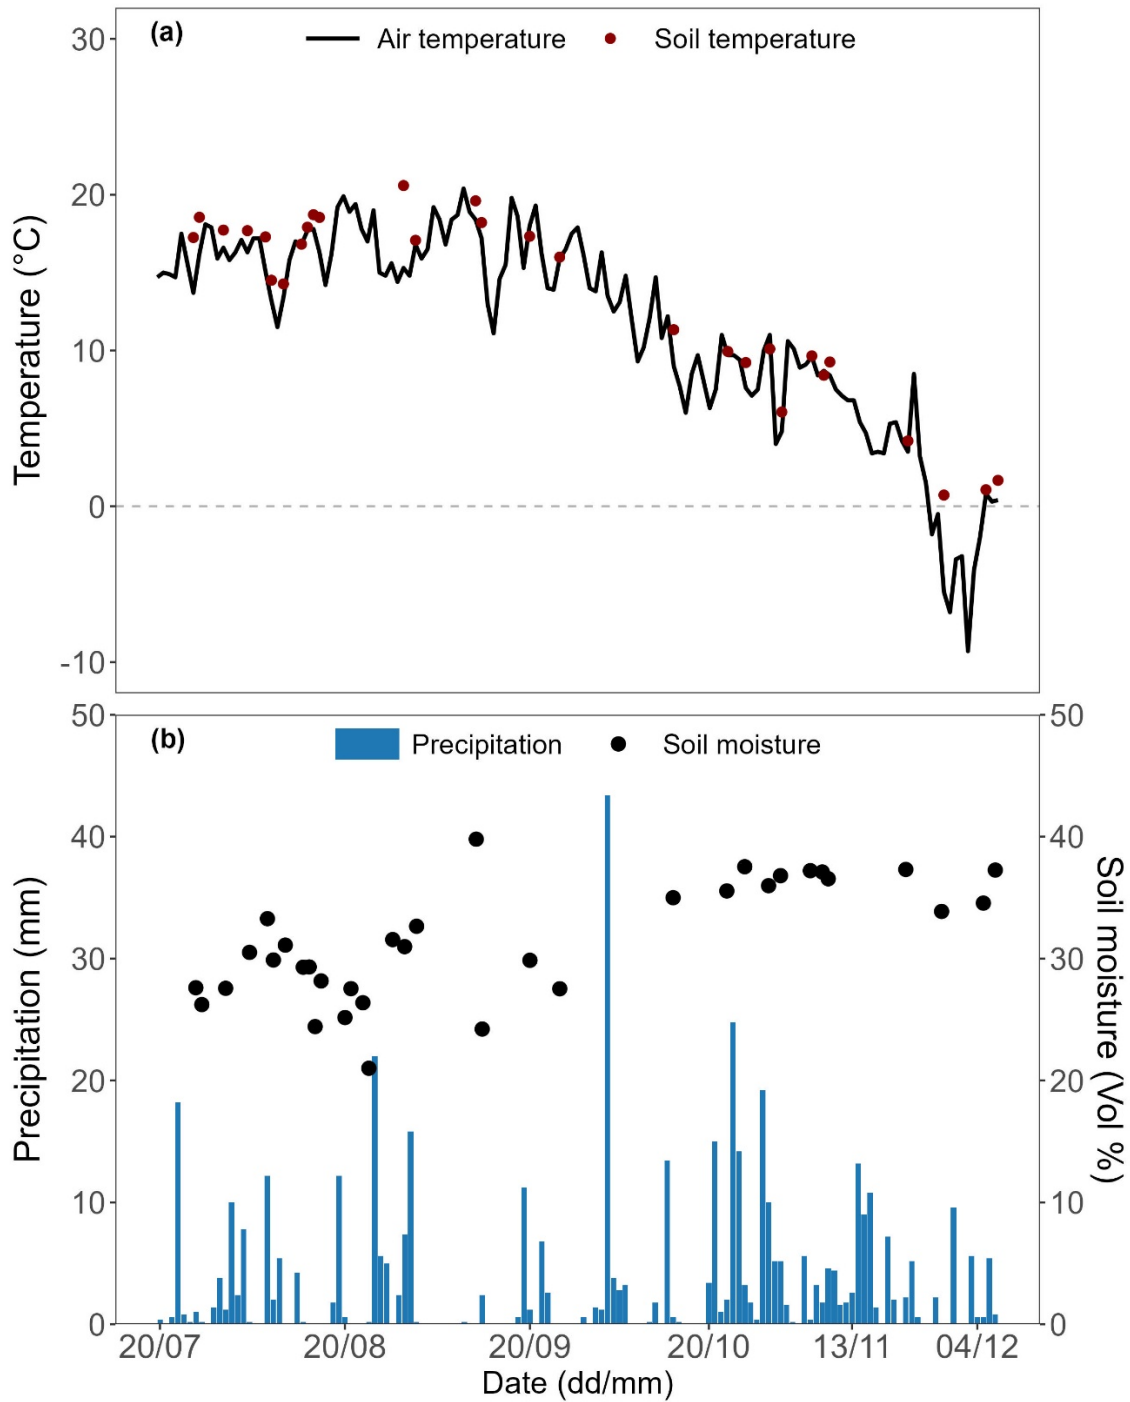 (a) Air temperature Soil temperature
30
20
10
0
-10
Temperature (°C)
(b) Precipitation Soil moisture
50 50
40 40
30 30
20 20
10 10
0 0
Precipitation (mm)
Soil moisture (Vol %)
20/07 20/08 20/09 20/10 13/11 04/12
Date (dd/mm)